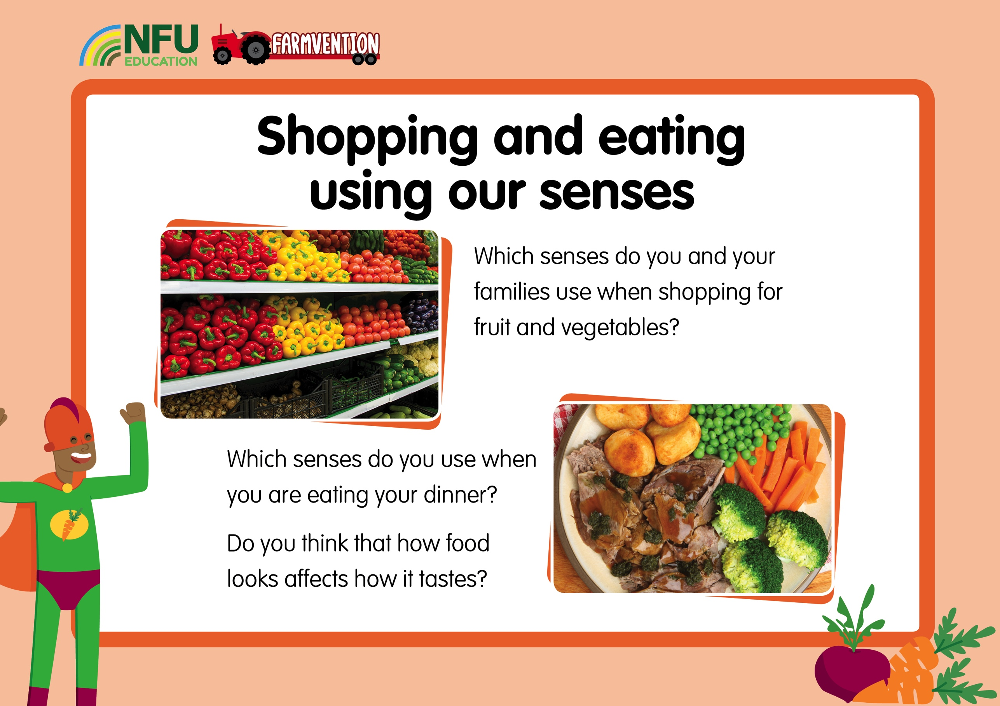 NFU
EDUCATION
FARMVENTION
Shopping and eating
using our senses
Which senses do you and your
families use when shopping for
fruit and vegetables?
Which senses do you use when
you are eating your dinner?
Do you think that how food
looks affects how it tastes?